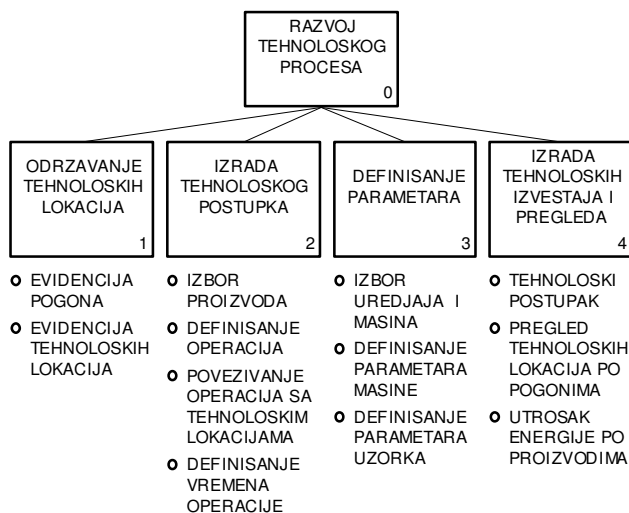 RAZVOJ
TEHNOLOSKOG
PROCESA
0
ODRZAVANJE
TEHNOLOSKIH
LOKACIJA
1
IZRADA
TEHNOLOSKOG
POSTUPKA
2
DEFINISANJE
PARAMETARA
3
IZRADA
TEHNOLOSKIH
IZVESTAJA I
PREGLEDA
4
EVIDENCIJA
POGONA
EVIDENCIJA
TEHNOLOSKIH
LOKACIJA
IZBOR
PROIZVODA
DEFINISANJE
OPERACIJA
POVEZIVANJE
OPERACIJA SA
TEHNOLOSKIM
LOKACIJAMA
DEFINISANJE
VREMENA
OPERACIJE
IZBOR
UREDJAJA I
MASINA
DEFINISANJE
PARAMETARA
MASINE
DEFINISANJE
PARAMETARA
UZORKA
TEHNOLOSKI
POSTUPAK
PREGLED
TEHNOLOSKIH
LOKACIJA PO
POGONIMA
UTROSAK
ENERGIJE PO
PROIZVODIMA